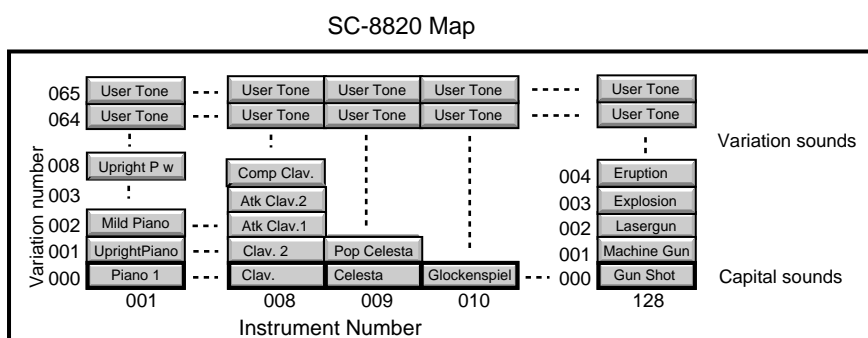 SC-8820 Map
065 User Tone User Tone User Tone User Tone User Tone
064 User Tone User Tone User Tone User Tone User Tone
Variation sounds
008 Upright P w Comp Clav. 004 Eruption
003 Atk Clav.2 003 Explosion
002 Mild Piano Atk Clav.1 002 Lasergun
001 UprightPiano Clav. 2 Pop Celesta 001 Machine Gun
000 Piano 1 Clav. Celesta Glockenspiel 000 Gun Shot Capital sounds
001 008 009 010 128
Variation number
Instrument Number